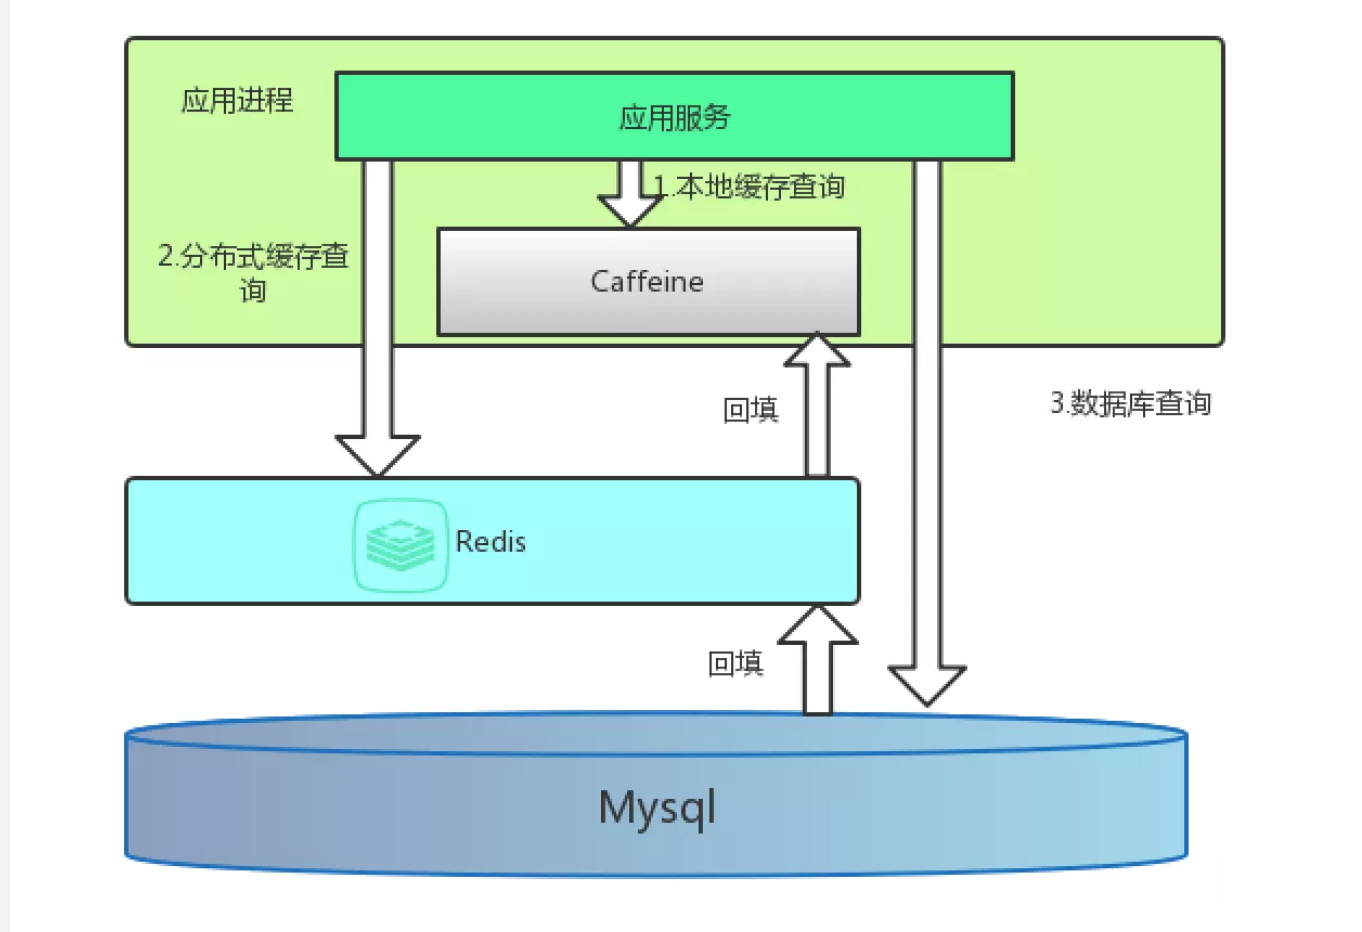 应用进程
应用服务
1.本地缓存查询
2.分布式缓存查
询
Caffeine
回填
3.数据库查询
Redis
回填
Mysql